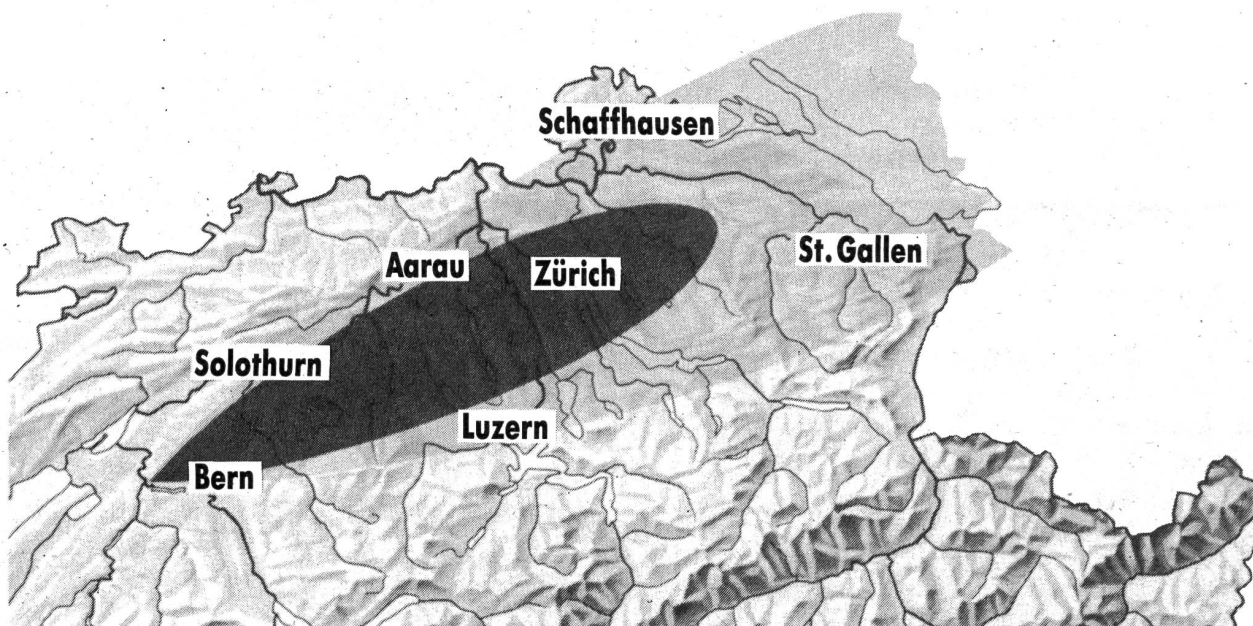 Schaffhausen
St. Gallen
Aarau
Zürich
Solothurn
Luzern
Bern